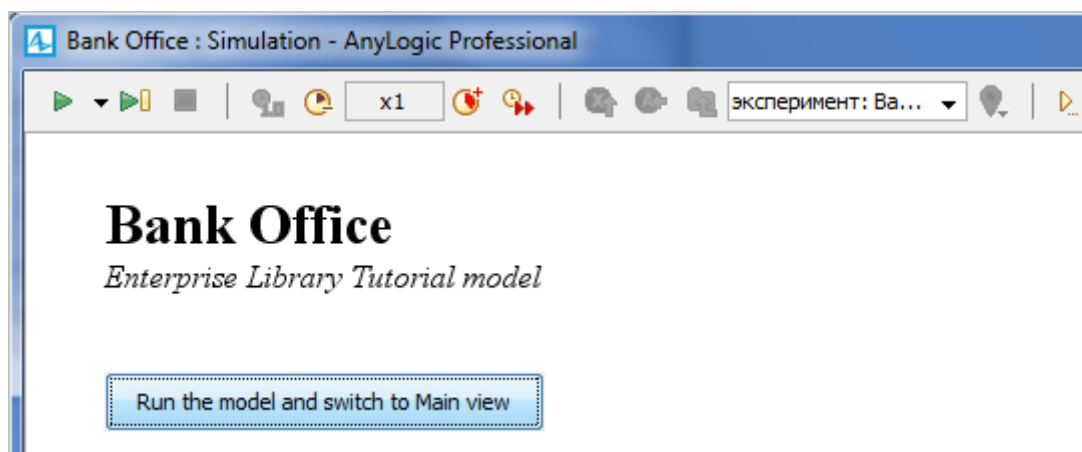 Bank Office : Simulation - AnyLogic Professional
x1 эксперимент: Ba...
Bank Office
Enterprise Library Tutorial model
Run the model and switch to Main view